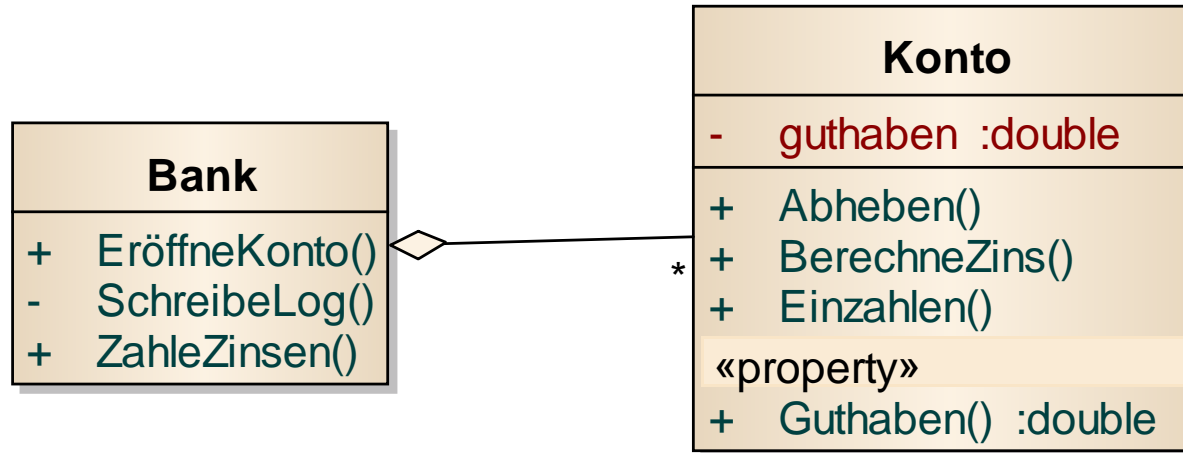 Bank
+ EröffneKonto()
- SchreibeLog()
+ ZahleZinsen()
*
Konto
- guthaben :double
+ Abheben()
+ BerechneZins()
+ Einzahlen()
«property»
+ Guthaben() :double